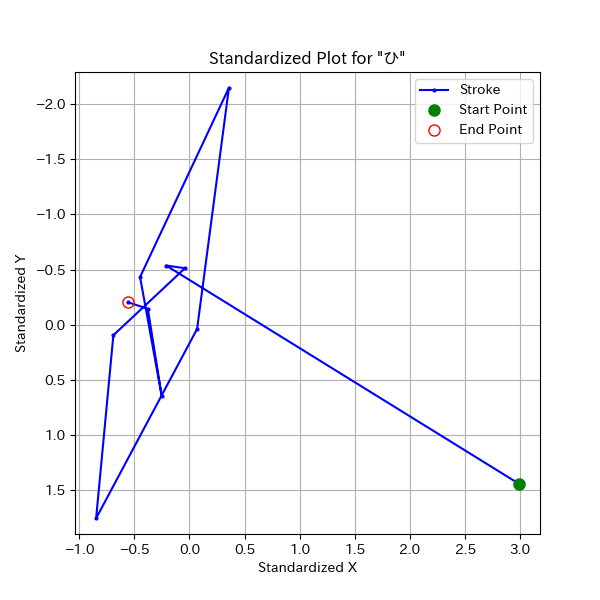 Standardized Plot for "ひ"
Stroke
Start Point
End Point
Standardized Y
−2.0
−1.5
−1.0
−0.5
0.0
0.5
1.0
1.5
−1.0 −0.5 0.0 0.5 1.0 1.5 2.0 2.5 3.0
Standardized X